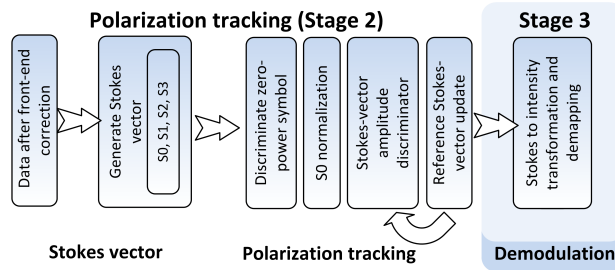 Polarization tracking (Stage 2)
Stage 3
Data after front-end
correction
Generate Stokes
vector
S0, S1, S2, S3
Discriminate zero-
power symbol
S0 normalization
Stokes-vector
amplitude
discriminator
Reference Stokes-
vector update
Stokes to intensity
transformation and
demapping
Stokes vector
Polarization tracking
Demodulation